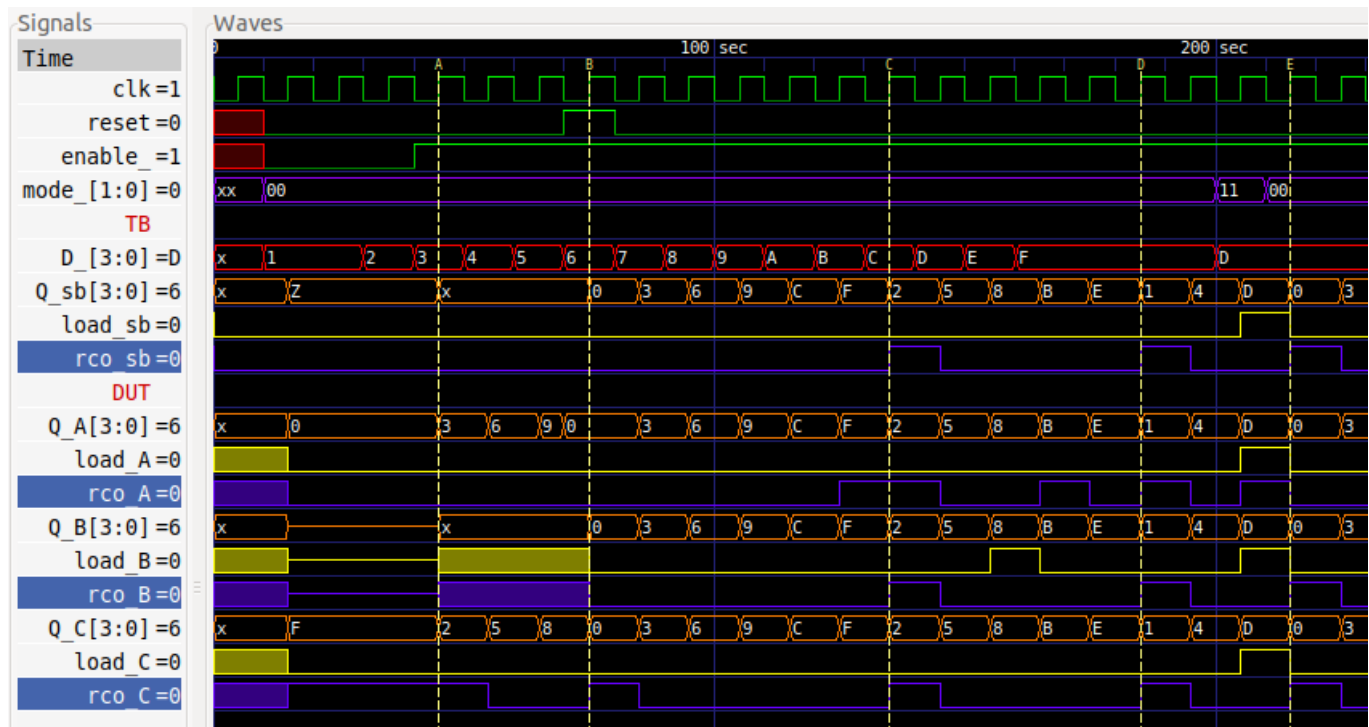 Signals
Waves
Time
0 100 sec 200 sec
A B C D E
clk=1
reset=0
enable_=1
mode_[1:0]=0 xx 00 11 00
TB
D_[3:0]=D x 1 2 3 4 5 6 7 8 9 A B C D E F D
Q_sb[3:0]=6 x Z x 0 3 6 9 C F 2 5 8 B E 1 4 D 0 3
load_sb=0
rco_sb=0
DUT
Q_A[3:0]=6 x 0 3 6 9 0 3 6 9 C F 2 5 8 B E 1 4 D 0 3
load_A=0
rco_A=0
Q_B[3:0]=6 x x 0 3 6 9 C F 2 5 8 B E 1 4 D 0 3
load_B=0
rco_B=0
Q_C[3:0]=6 x F 2 5 8 0 3 6 9 C F 2 5 8 B E 1 4 D 0 3
load_C=0
rco_C=0